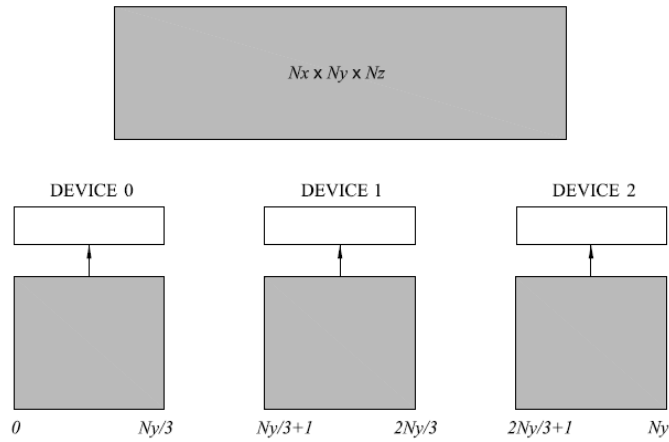 Nx x Ny x Nz
DEVICE 0 DEVICE 1 DEVICE 2
0 Ny/3 Ny/3+1 2Ny/3 2Ny/3+1 Ny